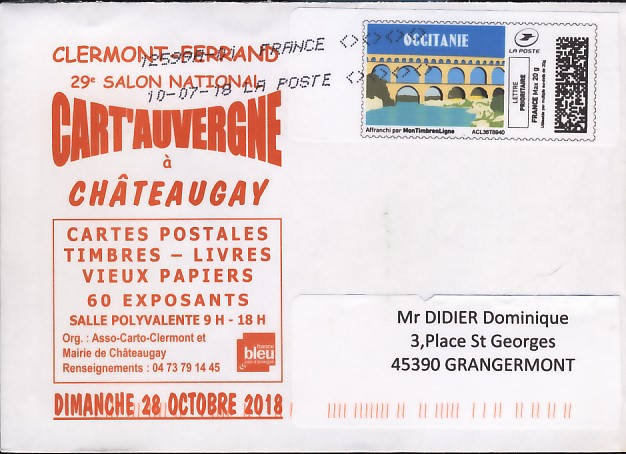 CLERMONT-FERRAND
29e SALON NATIONAL
CART'AUVERGNE
à
CHÂTEAUGAY
CARTES POSTALES
TIMBRES – LIVRES
VIEUX PAPIERS
60 EXPOSANTS
SALLE POLYVALENTE 9 H - 18 H
Org. : Asso-Carto-Clermont et
Mairie de Châteaugay
Renseignements : 04 73 79 14 45
france
bleu
DIMANCHE 28 OCTOBRE 2018
FRANCE
10-07-18 LA POSTE
OCCITANIE
LA POSTE
LETTRE
PRIORITAIRE
FRANCE Max 20 g
Affranchi par MonTimbrenLigne
Mr DIDIER Dominique
3,Place St Georges
45390 GRANGERMONT